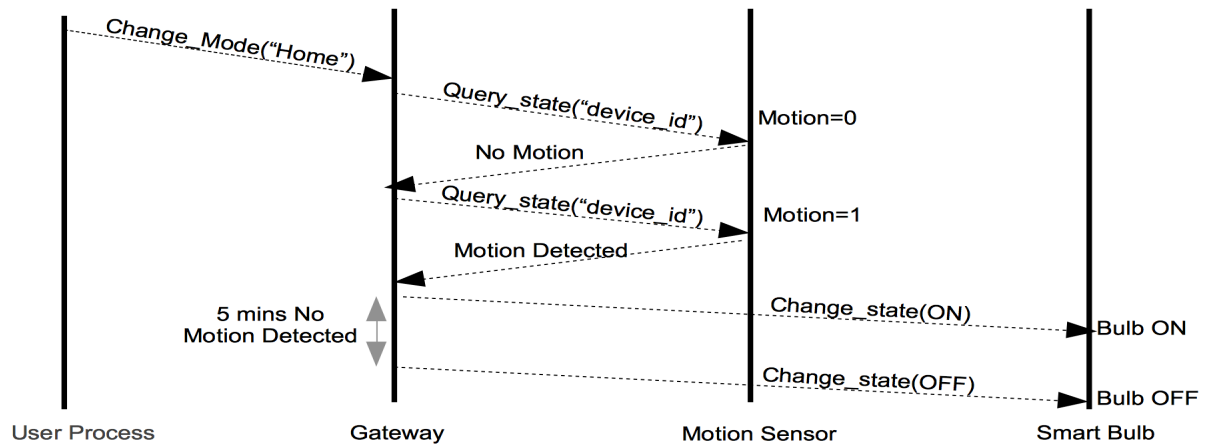 Change_Mode(“Home”)
Query_state(“device_id”)
Motion=0
No Motion
Query_state(“device_id”)
Motion=1
Motion Detected
5 mins No
Motion Detected
Change_state(ON)
Bulb ON
Change_state(OFF)
Bulb OFF
User Process
Gateway
Motion Sensor
Smart Bulb